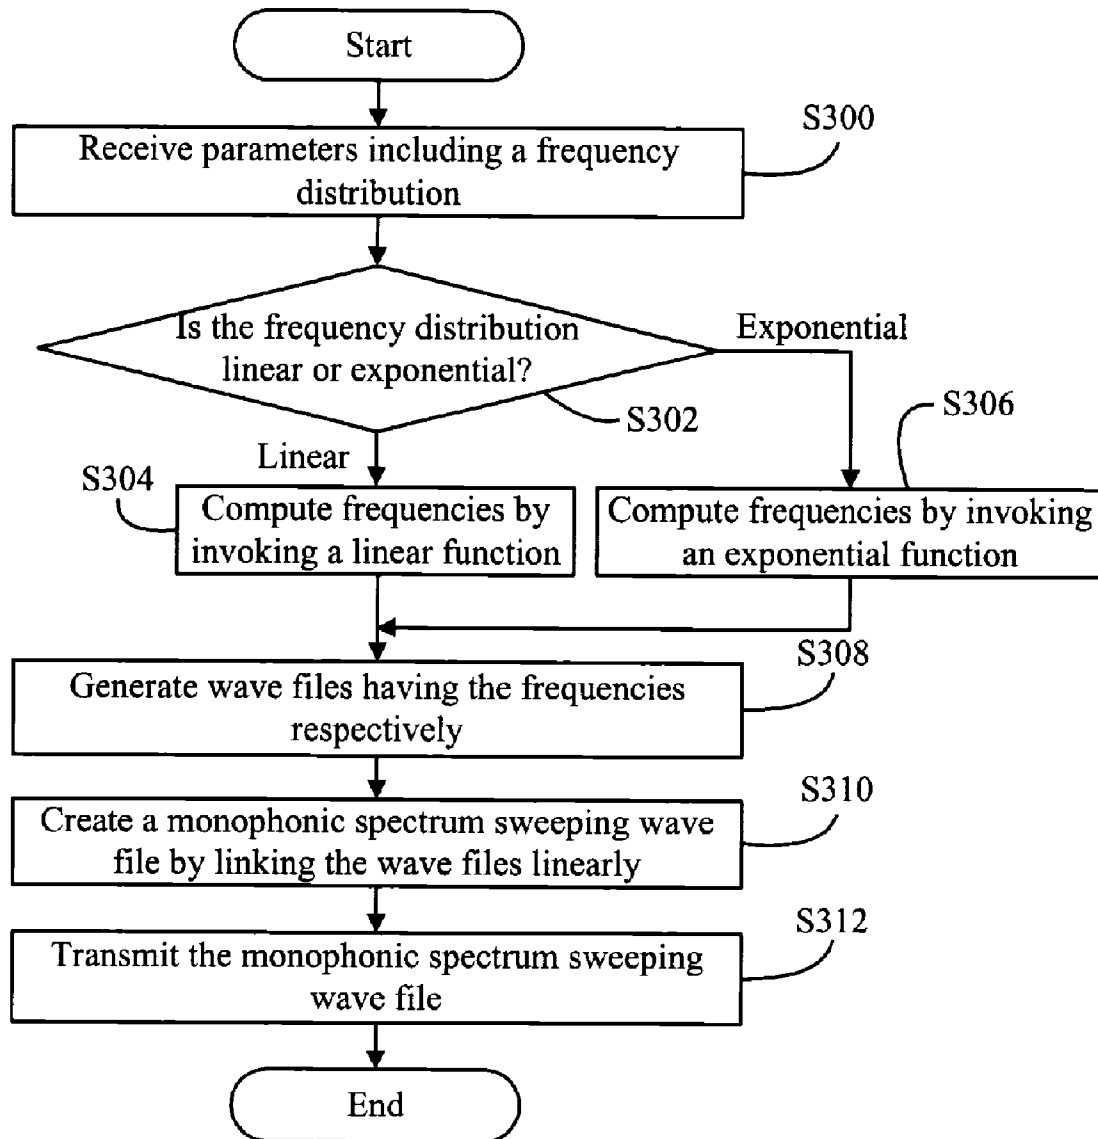 Start
S300
Receive parameters including a frequency
distribution
Is the frequency distribution
linear or exponential?
Exponential
S302
S306
Linear
S304
Compute frequencies by
invoking a linear function
Compute frequencies by invoking
an exponential function
S308
Generate wave files having the frequencies
respectively
S310
Create a monophonic spectrum sweeping wave
file by linking the wave files linearly
S312
Transmit the monophonic spectrum sweeping
wave file
End